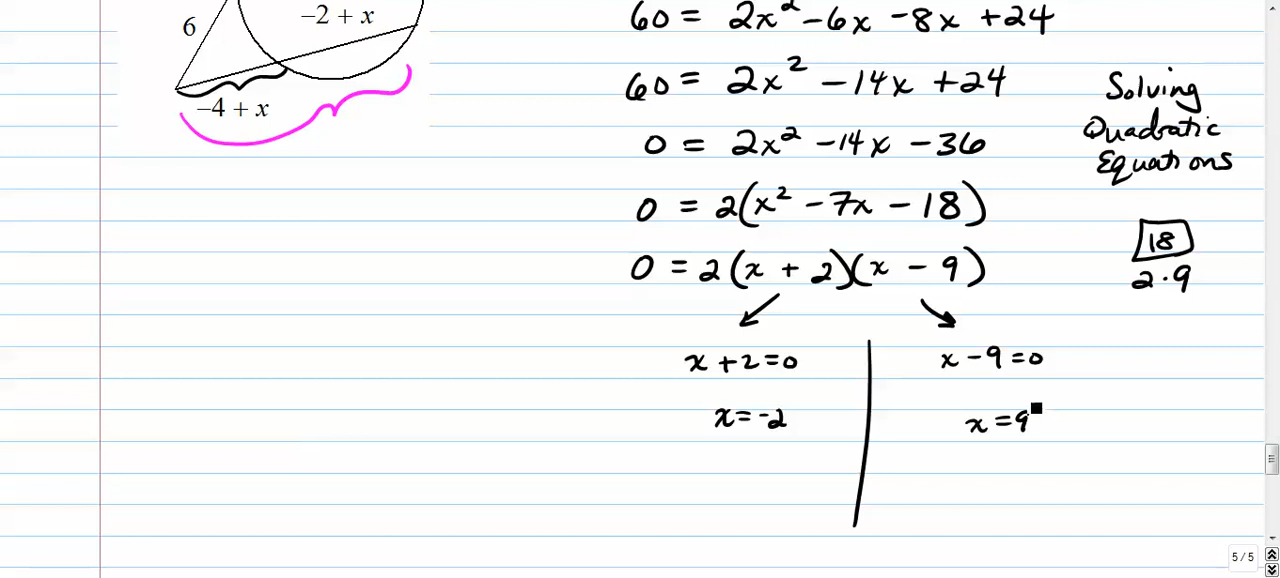 6
−2 + x
−4 + x
60 = 2x² − 6x − 8x + 24
60 = 2x² − 14x + 24
0 = 2x² − 14x − 36
0 = 2(x² − 7x − 18)
0 = 2(x + 2)(x − 9)
x + 2 = 0
x = -2
x − 9 = 0
x = 9
Solving
Quadratic
Equations
18
2 · 9
5 / 5